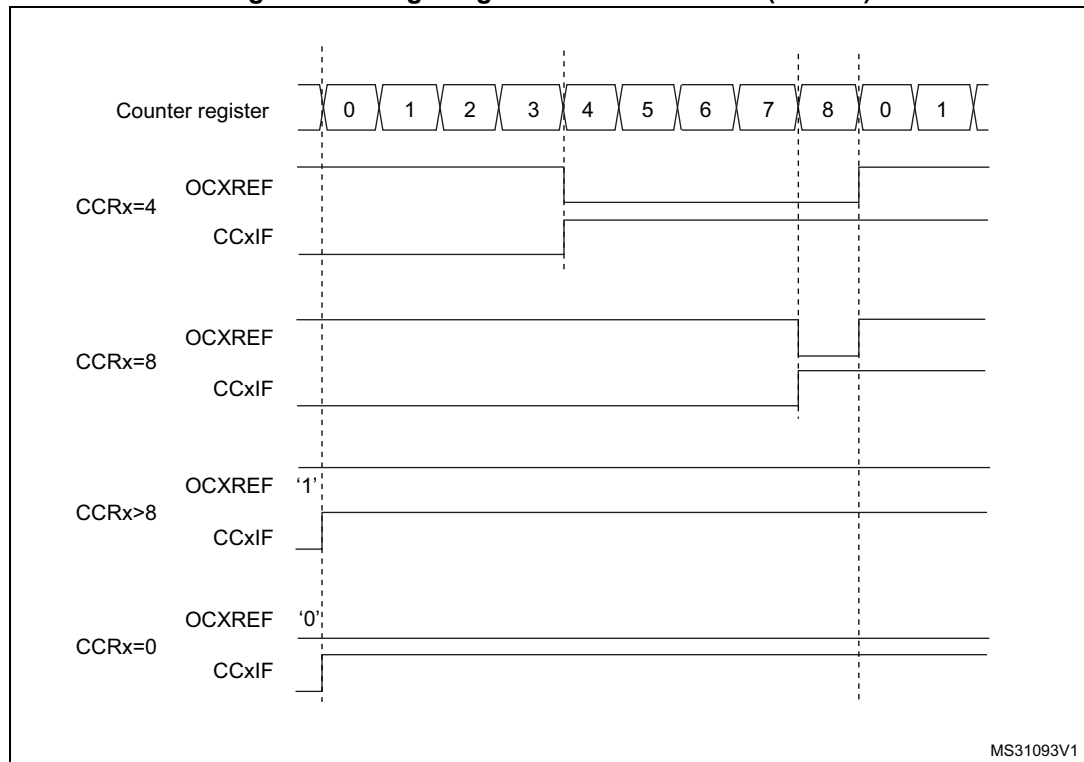 Counter register 0 1 2 3 4 5 6 7 8 0 1
OCXREF
CCRx=4
CCxIF
OCXREF
CCRx=8
CCxIF
OCXREF ‘1’
CCRx>8
CCxIF
OCXREF ‘0’
CCRx=0
CCxIF
MS31093V1